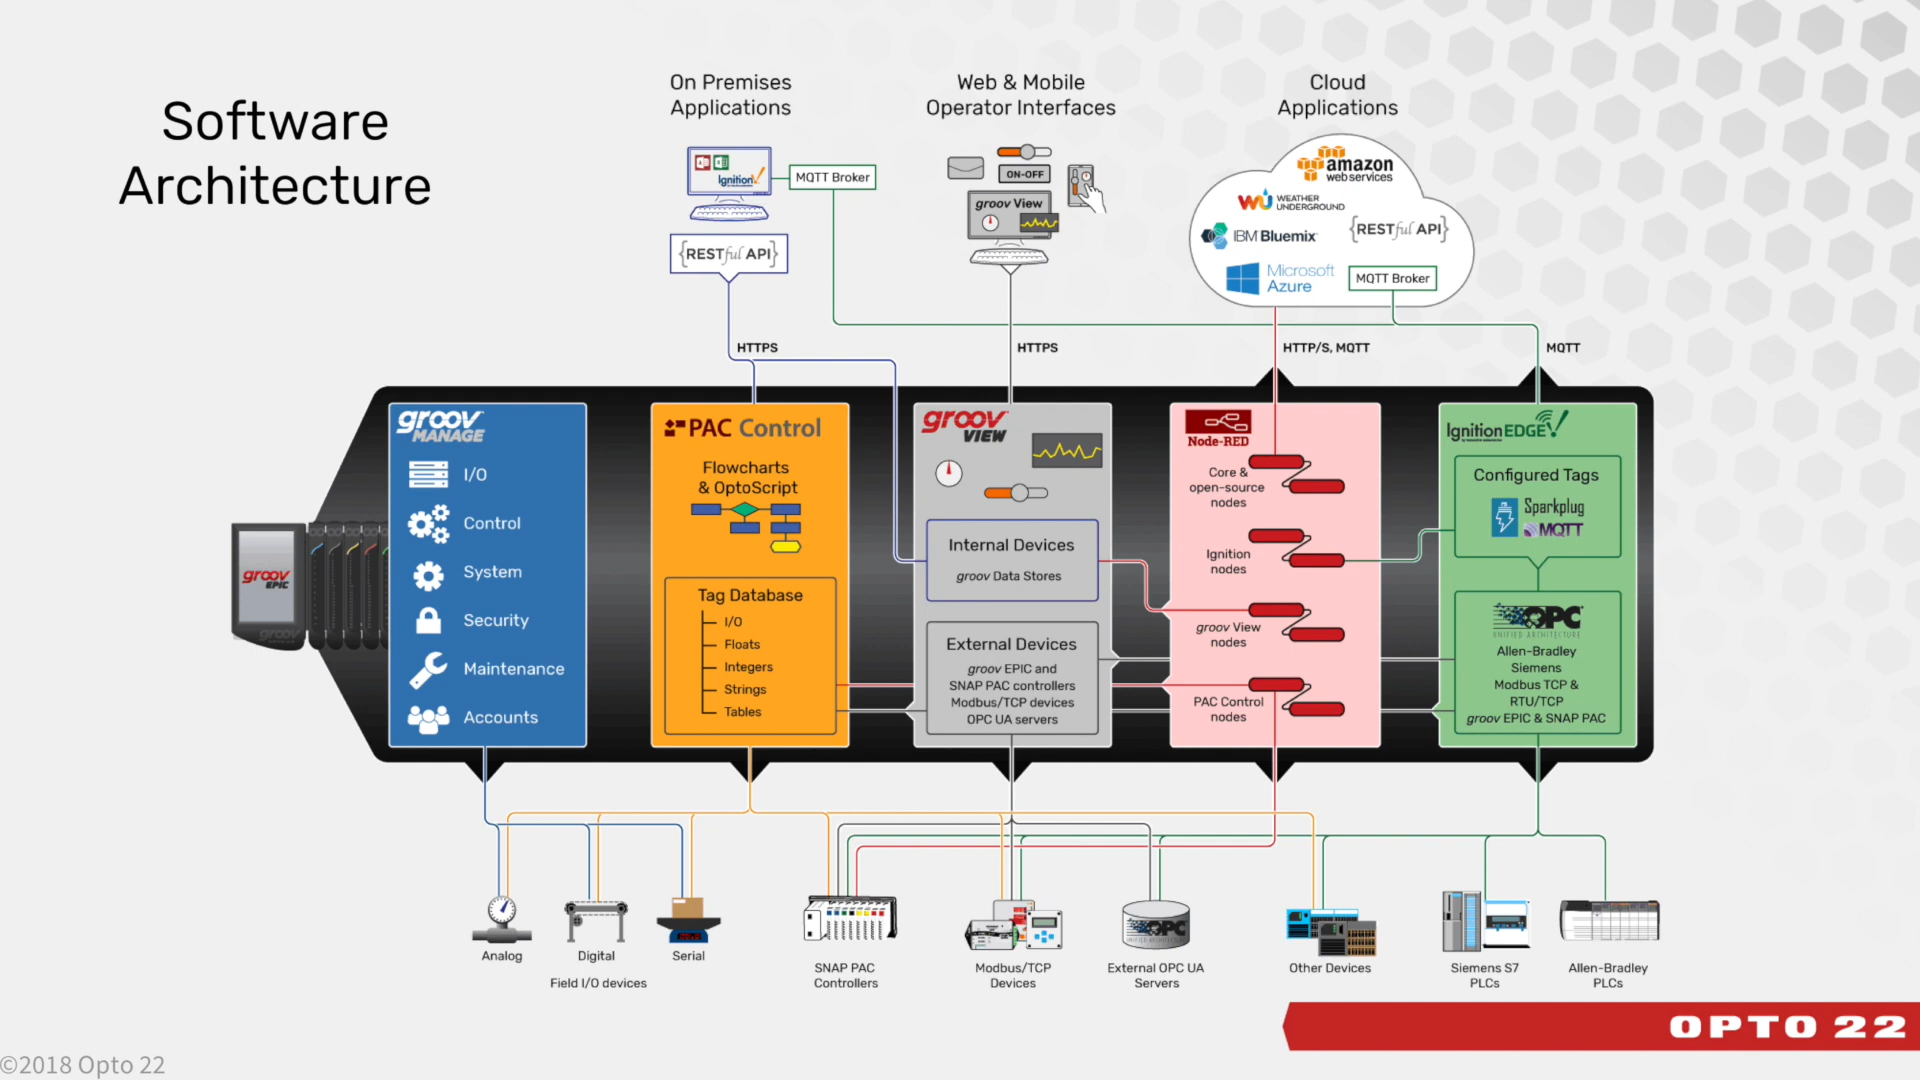 Software
Architecture
On Premises
Applications
Web & Mobile
Operator Interfaces
Cloud
Applications
Ignition!
MQTT Broker
{RESTful API}
ON-OFF
groov View
amazon
web services
WEATHER
UNDERGROUND
IBM Bluemix
{RESTful API}
Microsoft
Azure
MQTT Broker
HTTPS
HTTPS
HTTP/S, MQTT
MQTT
groov
EPIC
groov
groov
MANAGE
I/O
Control
System
Security
Maintenance
Accounts
PAC Control
Flowcharts
& OptoScript
Tag Database
I/O
Floats
Integers
Strings
Tables
groov
VIEW
Internal Devices
groov Data Stores
External Devices
groov EPIC and
SNAP PAC controllers
Modbus/TCP devices
OPC UA servers
Node-RED
Core &
open-source
nodes
Ignition
nodes
groov View
nodes
PAC Control
nodes
Ignition EDGE!
Configured Tags
Sparkplug
MQTT
OPC
UNIFIED ARCHITECTURE
Allen-Bradley
Siemens
Modbus TCP &
RTU/TCP
groov EPIC & SNAP PAC
Analog
Digital
Serial
Field I/O devices
SNAP PAC
Controllers
Modbus/TCP
Devices
OPC
External OPC UA
Servers
Other Devices
Siemens S7
PLCs
Allen-Bradley
PLCs
OPTO 22
©2018 Opto 22